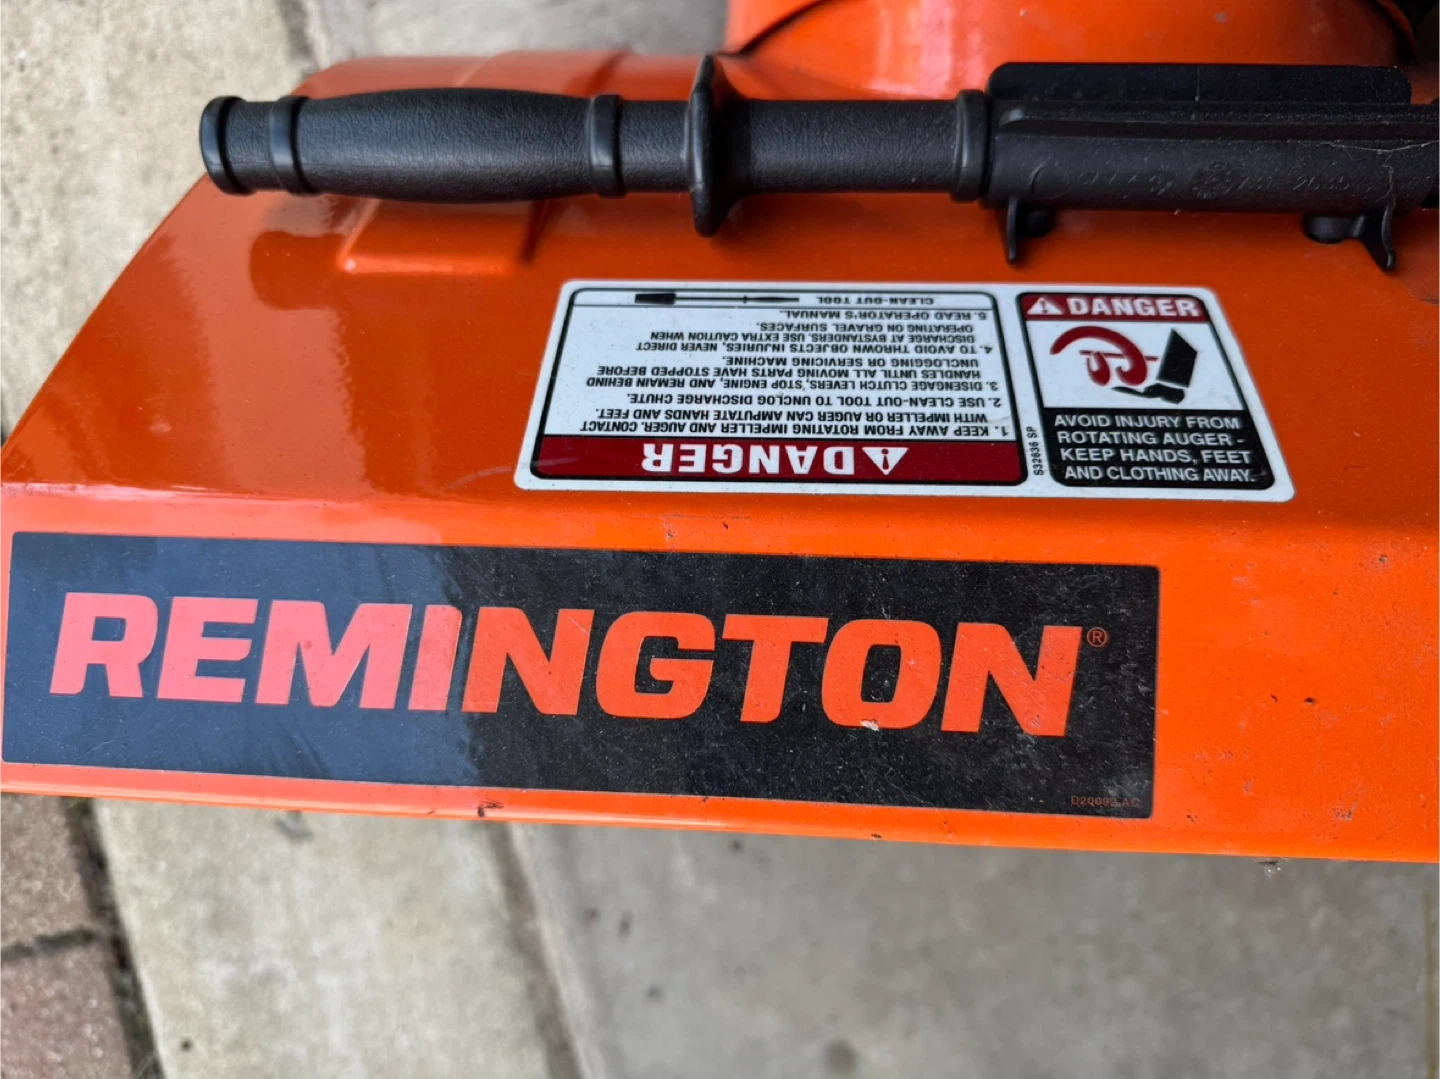 DANGER
1. KEEP AWAY FROM ROTATING IMPELLER AND AUGER. CONTACT
WITH IMPELLER OR AUGER CAN AMPUTATE HANDS AND FEET.
2. USE CLEAN-OUT TOOL TO UNCLOG DISCHARGE CHUTE.
3. DISENGAGE CLUTCH LEVERS, STOP ENGINE, AND REMAIN BEHIND
HANDLES UNTIL ALL MOVING PARTS HAVE STOPPED BEFORE
UNCLOGGING OR SERVICING MACHINE.
4. TO AVOID THROWN OBJECTS INJURIES, NEVER DIRECT
DISCHARGE AT BYSTANDERS. USE EXTRA CAUTION WHEN
OPERATING ON GRAVEL SURFACES.
5. READ OPERATOR'S MANUAL.
CLEAN-OUT TOOL
DANGER
AVOID INJURY FROM
ROTATING AUGER -
KEEP HANDS, FEET
AND CLOTHING AWAY.
S32636 SP
REMINGTON®